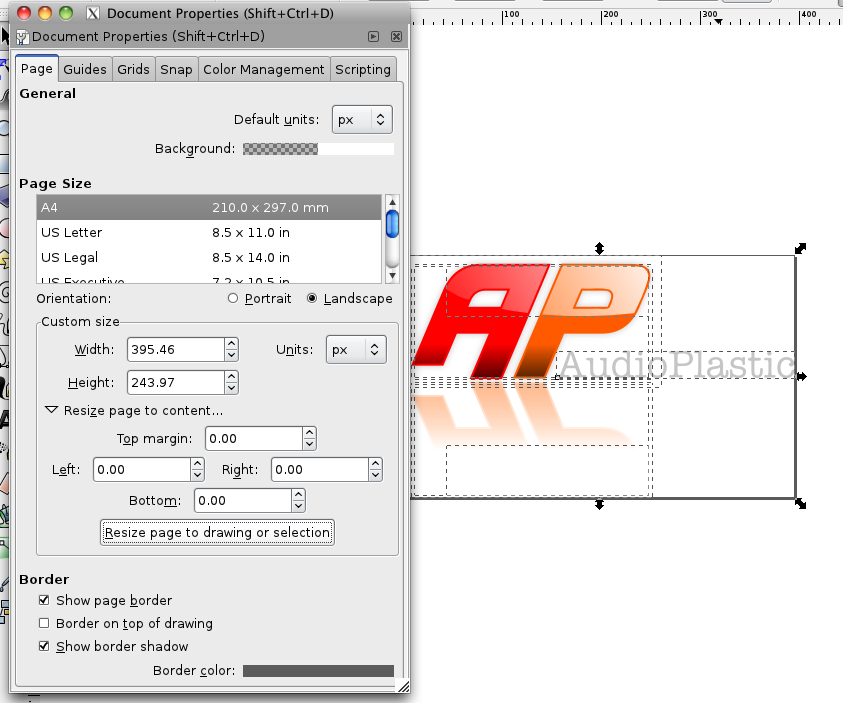 Document Properties (Shift+Ctrl+D)
Document Properties (Shift+Ctrl+D)
Page Guides Grids Snap Color Management Scripting
General
Default units: px
Background:
Page Size
A4 210.0 x 297.0 mm
US Letter 8.5 x 11.0 in
US Legal 8.5 x 14.0 in
US Executive 7.2 x 10.5 in
Orientation: Portrait Landscape
Custom size
Width: 395.46 Units: px
Height: 243.97
Resize page to content...
Top margin: 0.00
Left: 0.00 Right: 0.00
Bottom: 0.00
Resize page to drawing or selection
Border
Show page border
Border on top of drawing
Show border shadow
Border color:
100 200 300 400
AP
AudioPlastic